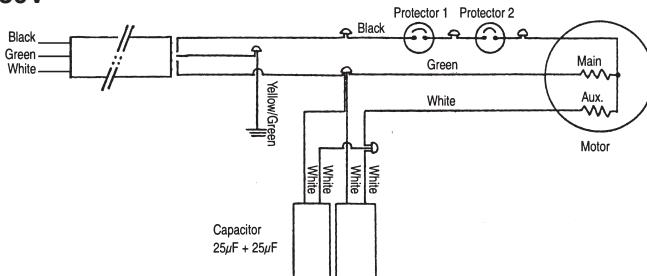 Protector 1 Protector 2
Black
Black
Green
White
Green
Main
White
Aux.
Motor
Yellow/Green
White
White
White
White
Capacitor
25µF + 25µF